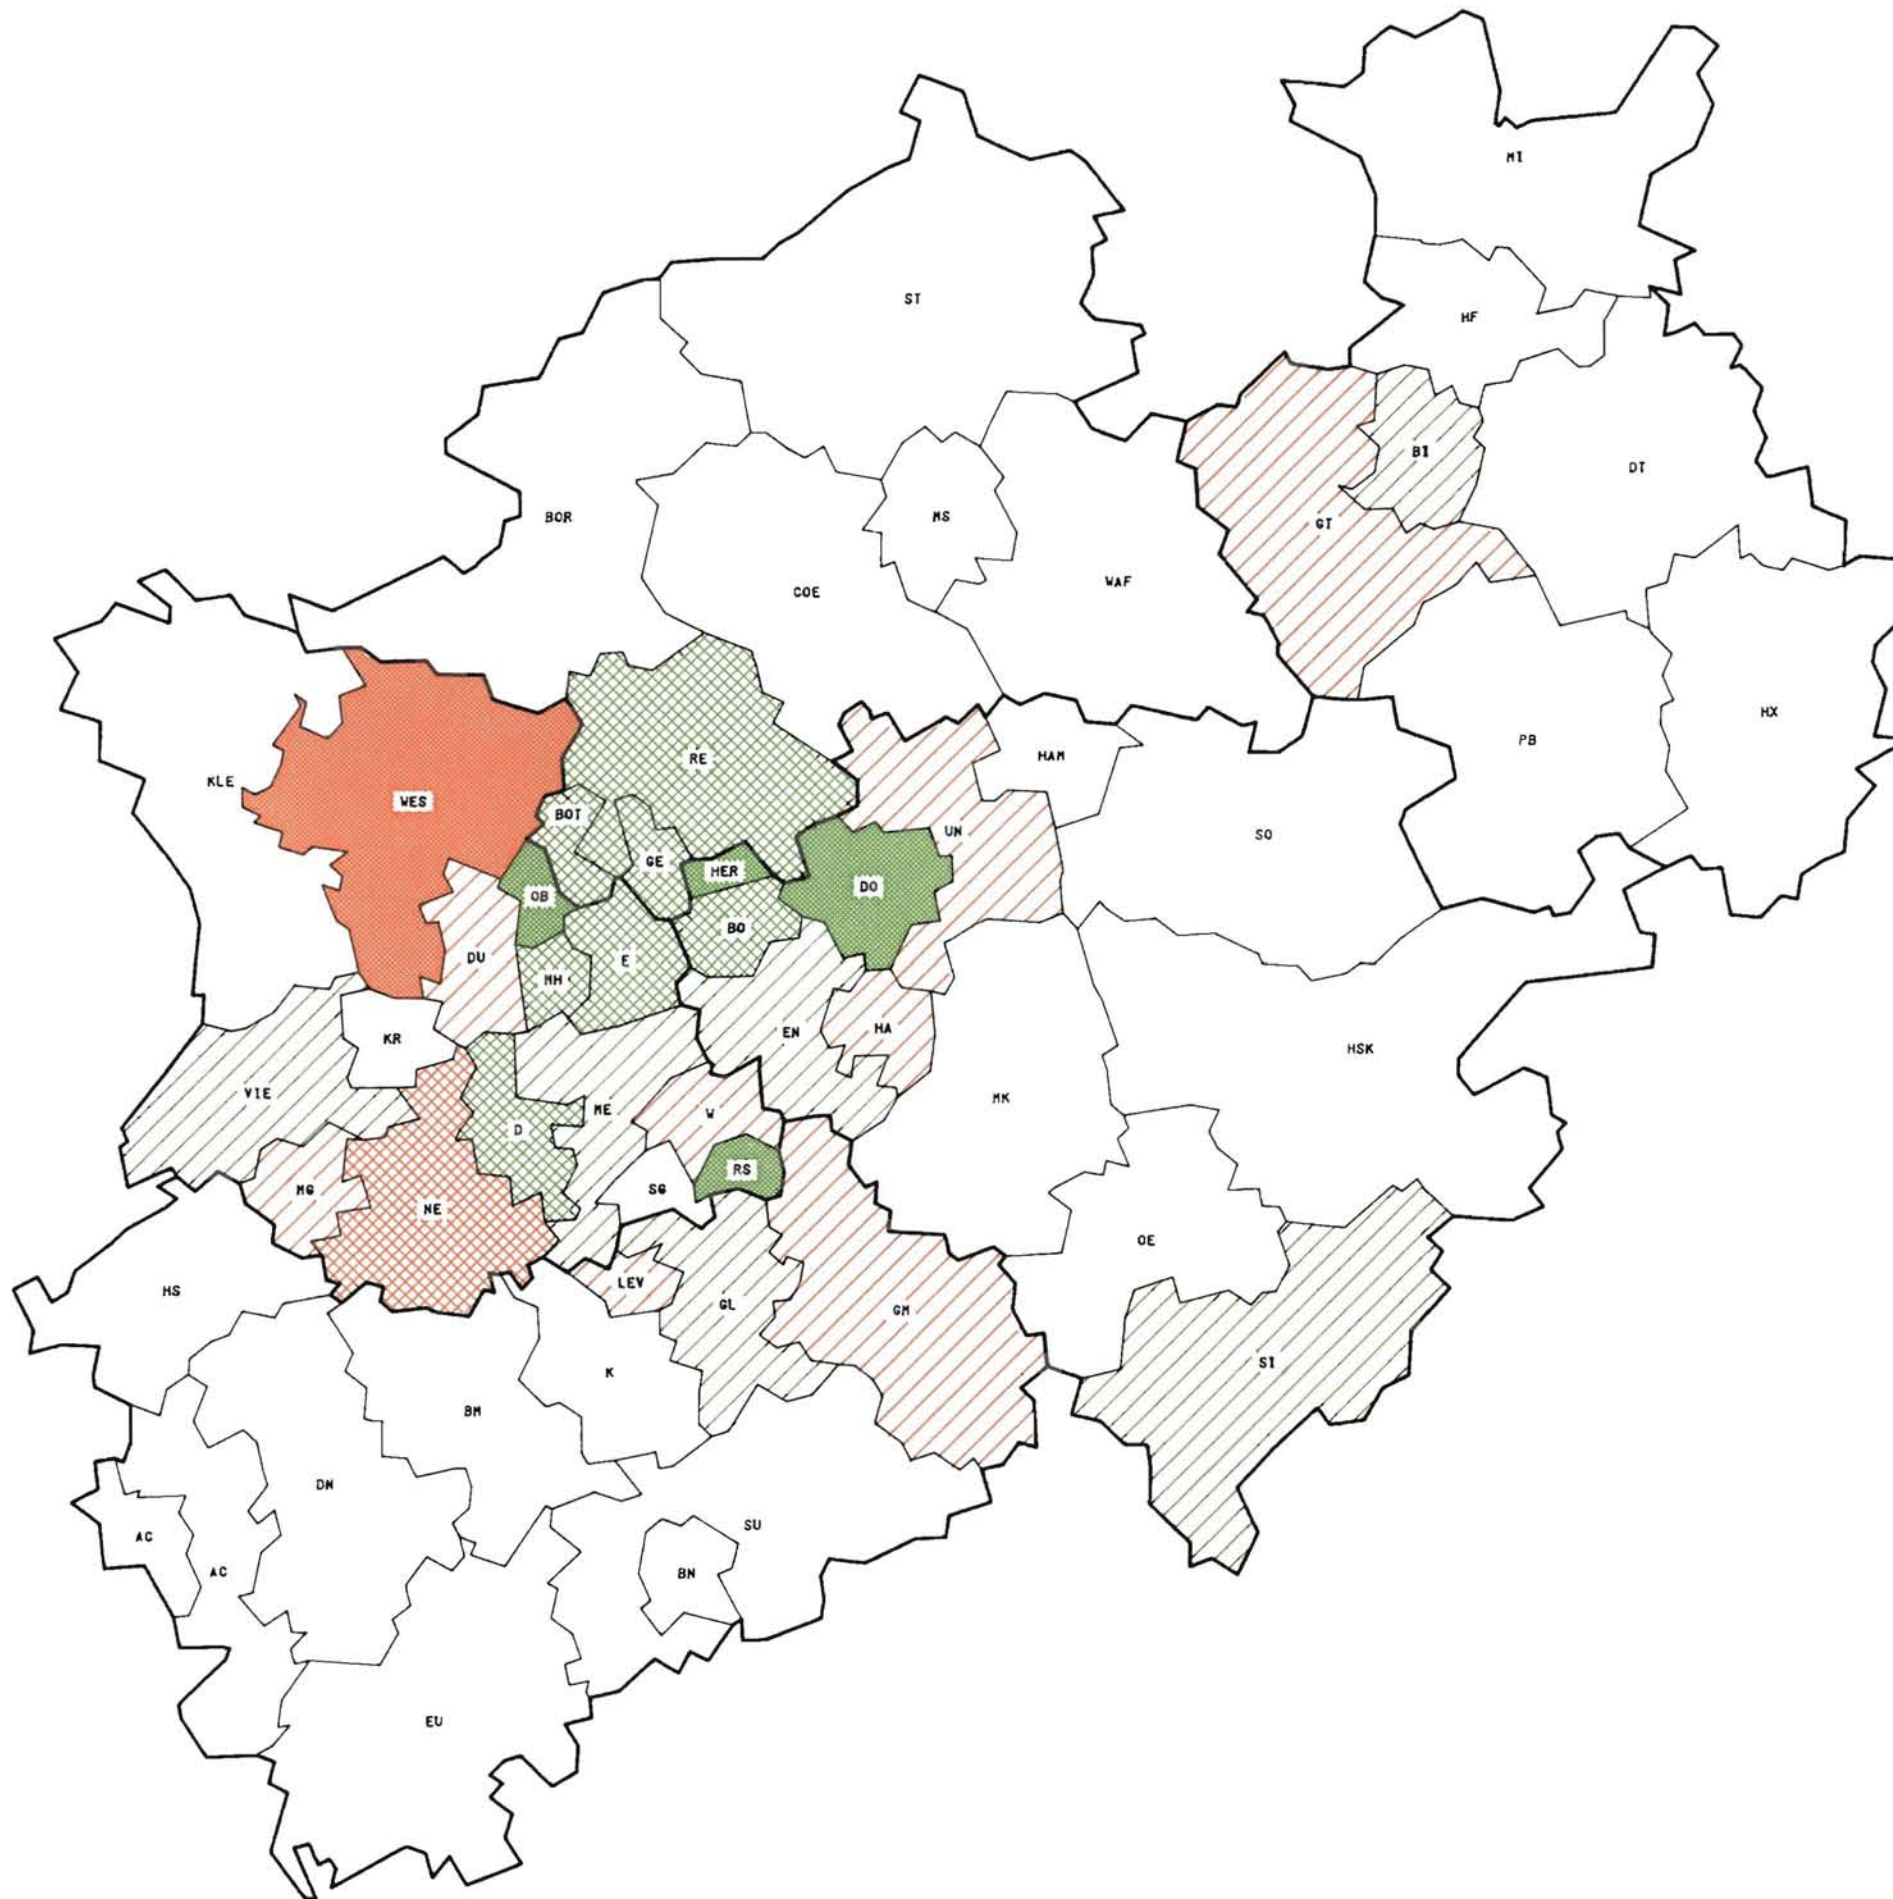 MI
ST
HF
BI
DT
BOR
MS
GT
COE
WAF
HX
PB
RE
HAM
KLE
WES
BOT
UN
SO
GE
HER
DO
OB
BO
DU
E
MH
EN
HA
KR
HSK
VIE
MK
ME
W
D
RS
MG
SG
NE
OE
HS
LEV
GL
GM
SI
K
BM
DN
SU
AC
AC
BN
EU